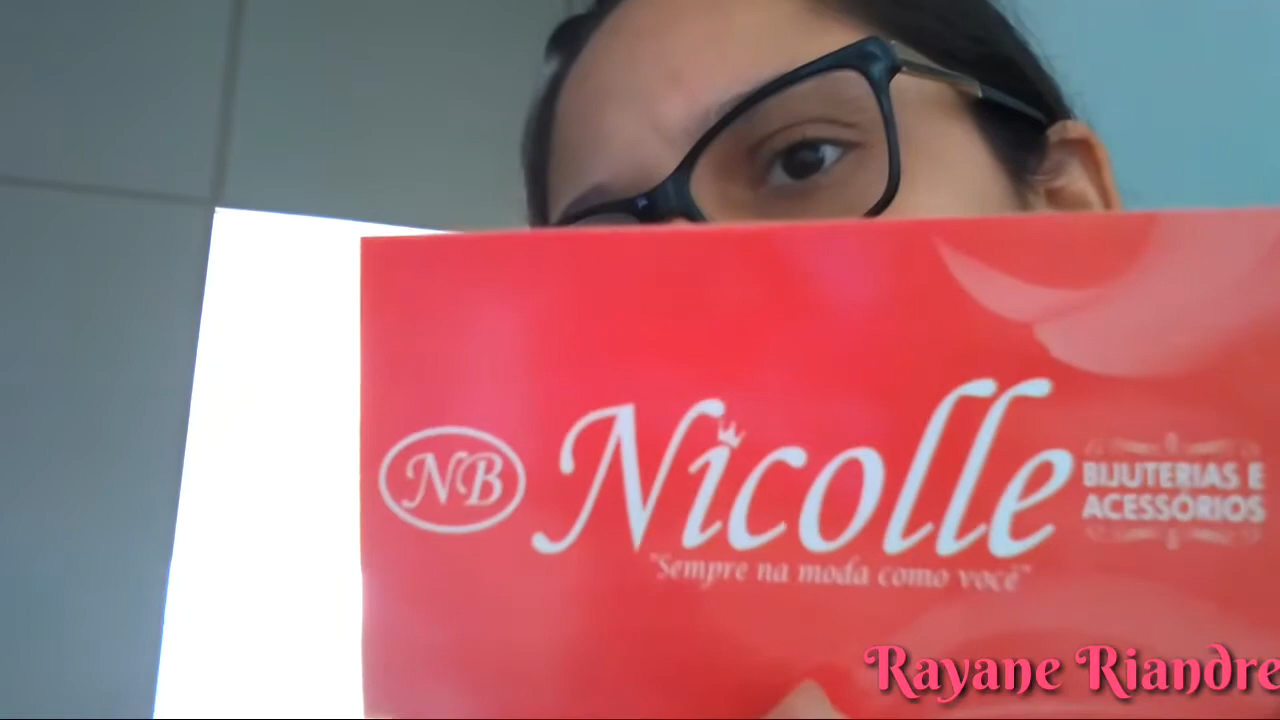 NB
Nicolle
BIJUTERIAS E
ACESSÓRIOS
"Sempre na moda como você"
Rayane Riandre